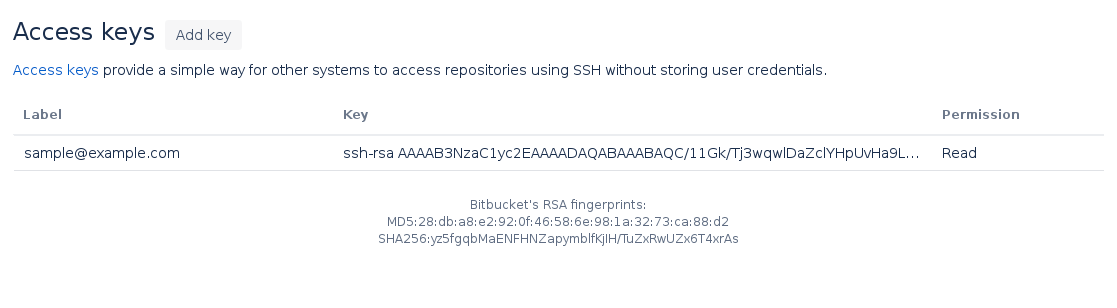 Access keys Add key
Access keys provide a simple way for other systems to access repositories using SSH without storing user credentials.
Label Key Permission
sample@example.com ssh-rsa AAAAB3NzaC1yc2EAAAADAQABAAABAQC/11Gk/Tj3wqwlDaZclYHpUvHa9L... Read
Bitbucket's RSA fingerprints:
MD5:28:db:a8:e2:92:0f:46:58:6e:98:1a:32:73:ca:88:d2
SHA256:yz5fgqbMaENFHNZapymblfKjIH/TuZxRwUZx6T4xrAs